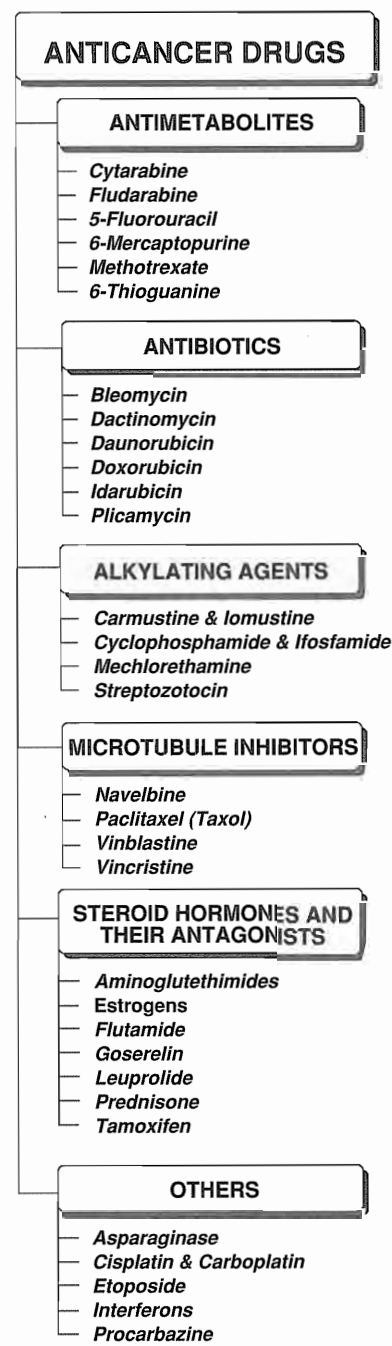 ANTICANCER DRUGS
ANTIMETABOLITES
Cytarabine
Fludarabine
5-Fluorouracil
6-Mercaptopurine
Methotrexate
6-Thioguanine
ANTIBIOTICS
Bleomycin
Dactinomycin
Daunorubicin
Doxorubicin
Idarubicin
Plicamycin
ALKYLATING AGENTS
Carmustine & lomustine
Cyclophosphamide & Ifosfamide
Mechlorethamine
Streptozotocin
MICROTUBULE INHIBITORS
Navelbine
Paclitaxel (Taxol)
Vinblastine
Vincristine
STEROID HORMONES AND
THEIR ANTAGONISTS
Aminoglutethimides
Estrogens
Flutamide
Goserelin
Leuprolide
Prednisone
Tamoxifen
OTHERS
Asparaginase
Cisplatin & Carboplatin
Etoposide
Interferons
Procarbazine